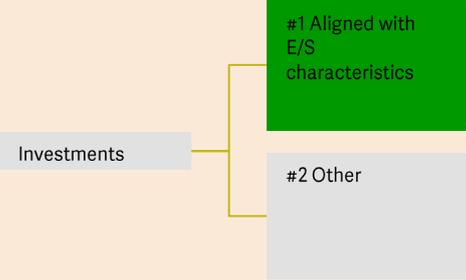 #1 Aligned with
E/S
characteristics
Investments
#2 Other